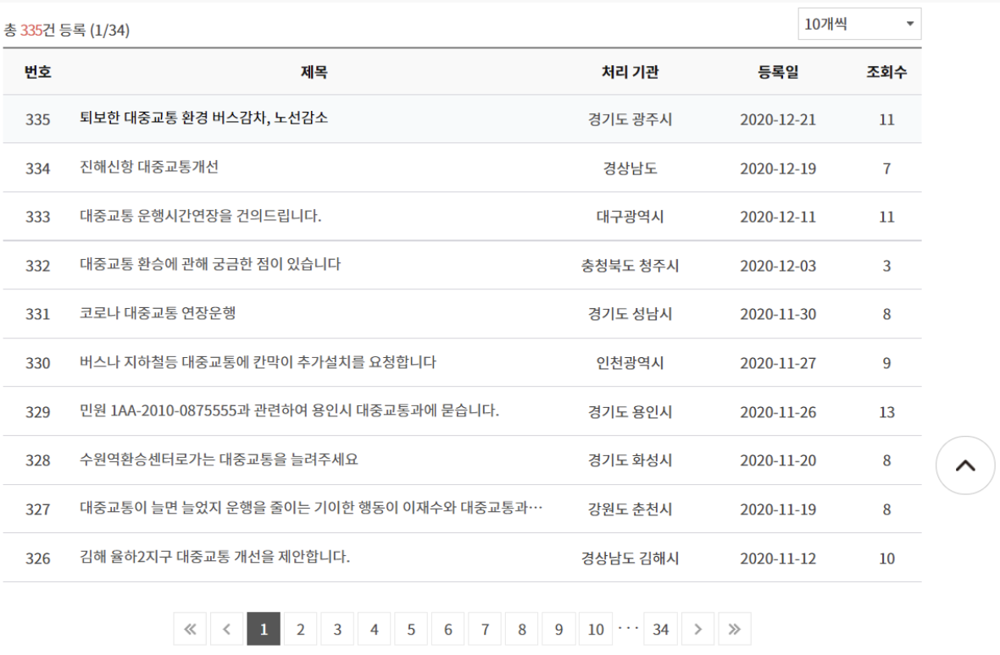 총 335건 등록 (1/34)
10개씩
번호 제목 처리 기관 등록일 조회수
335 퇴보한 대중교통 환경 버스감차, 노선감소 경기도 광주시 2020-12-21 11
334 진해신항 대중교통개선 경상남도 2020-12-19 7
333 대중교통 운행시간연장을 건의드립니다. 대구광역시 2020-12-11 11
332 대중교통 환승에 관해 궁금한 점이 있습니다 충청북도 청주시 2020-12-03 3
331 코로나 대중교통 연장운행 경기도 성남시 2020-11-30 8
330 버스나 지하철등 대중교통에 칸막이 추가설치를 요청합니다 인천광역시 2020-11-27 9
329 민원 1AA-2010-0875555과 관련하여 용인시 대중교통과에 묻습니다. 경기도 용인시 2020-11-26 13
328 수원역환승센터로가는 대중교통을 늘려주세요 경기도 화성시 2020-11-20 8
327 대중교통이 늘면 늘었지 운행을 줄이는 기이한 행동이 이재수와 대중교통과… 강원도 춘천시 2020-11-19 8
326 김해 율하2지구 대중교통 개선을 제안합니다. 경상남도 김해시 2020-11-12 10
« < 1 2 3 4 5 6 7 8 9 10 ··· 34 > »